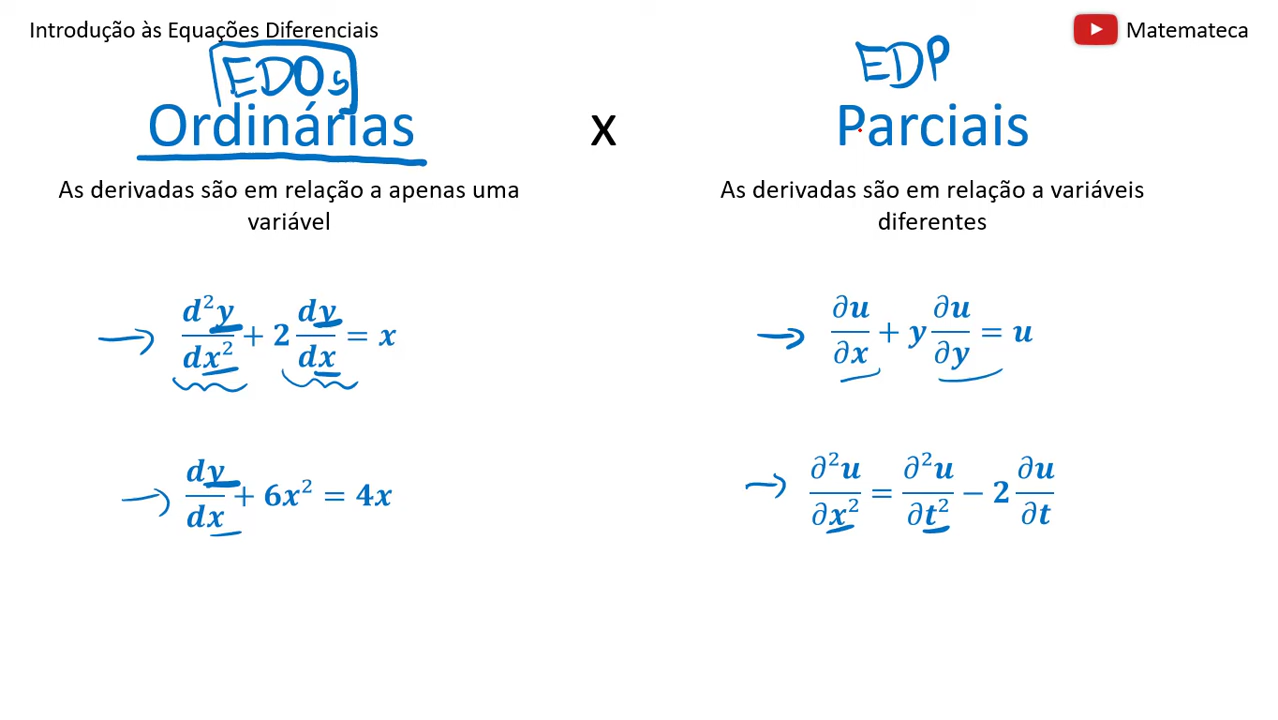 Introdução às Equações Diferenciais
Matemateca
EDOs
Ordinárias
x
EDP
Parciais
As derivadas são em relação a apenas uma
variável
As derivadas são em relação a variáveis
diferentes
d²y/dx² + 2 dy/dx = x
∂u/∂x + y ∂u/∂y = u
dy/dx + 6x² = 4x
∂²u/∂x² = ∂²u/∂t² − 2 ∂u/∂t